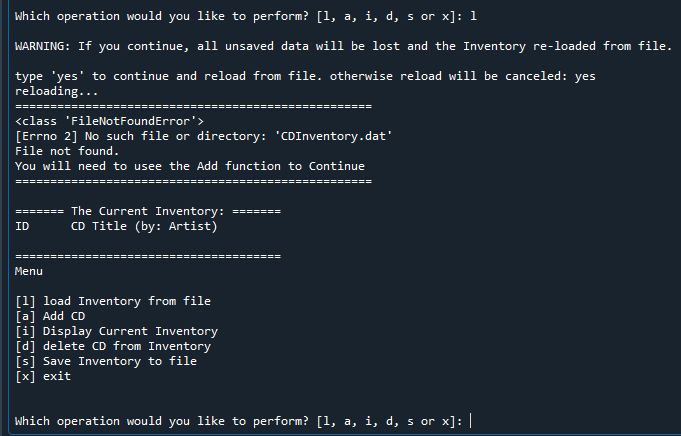 Which operation would you like to perform? [l, a, i, d, s or x]: l
WARNING: If you continue, all unsaved data will be lost and the Inventory re-loaded from file.
type 'yes' to continue and reload from file. otherwise reload will be canceled: yes
reloading...
===================================================
<class 'FileNotFoundError'>
[Errno 2] No such file or directory: 'CDInventory.dat'
File not found.
You will need to usee the Add function to Continue
===================================================
======= The Current Inventory: =======
ID      CD Title (by: Artist)
======================================
Menu
[l] load Inventory from file
[a] Add CD
[i] Display Current Inventory
[d] delete CD from Inventory
[s] Save Inventory to file
[x] exit
Which operation would you like to perform? [l, a, i, d, s or x]: